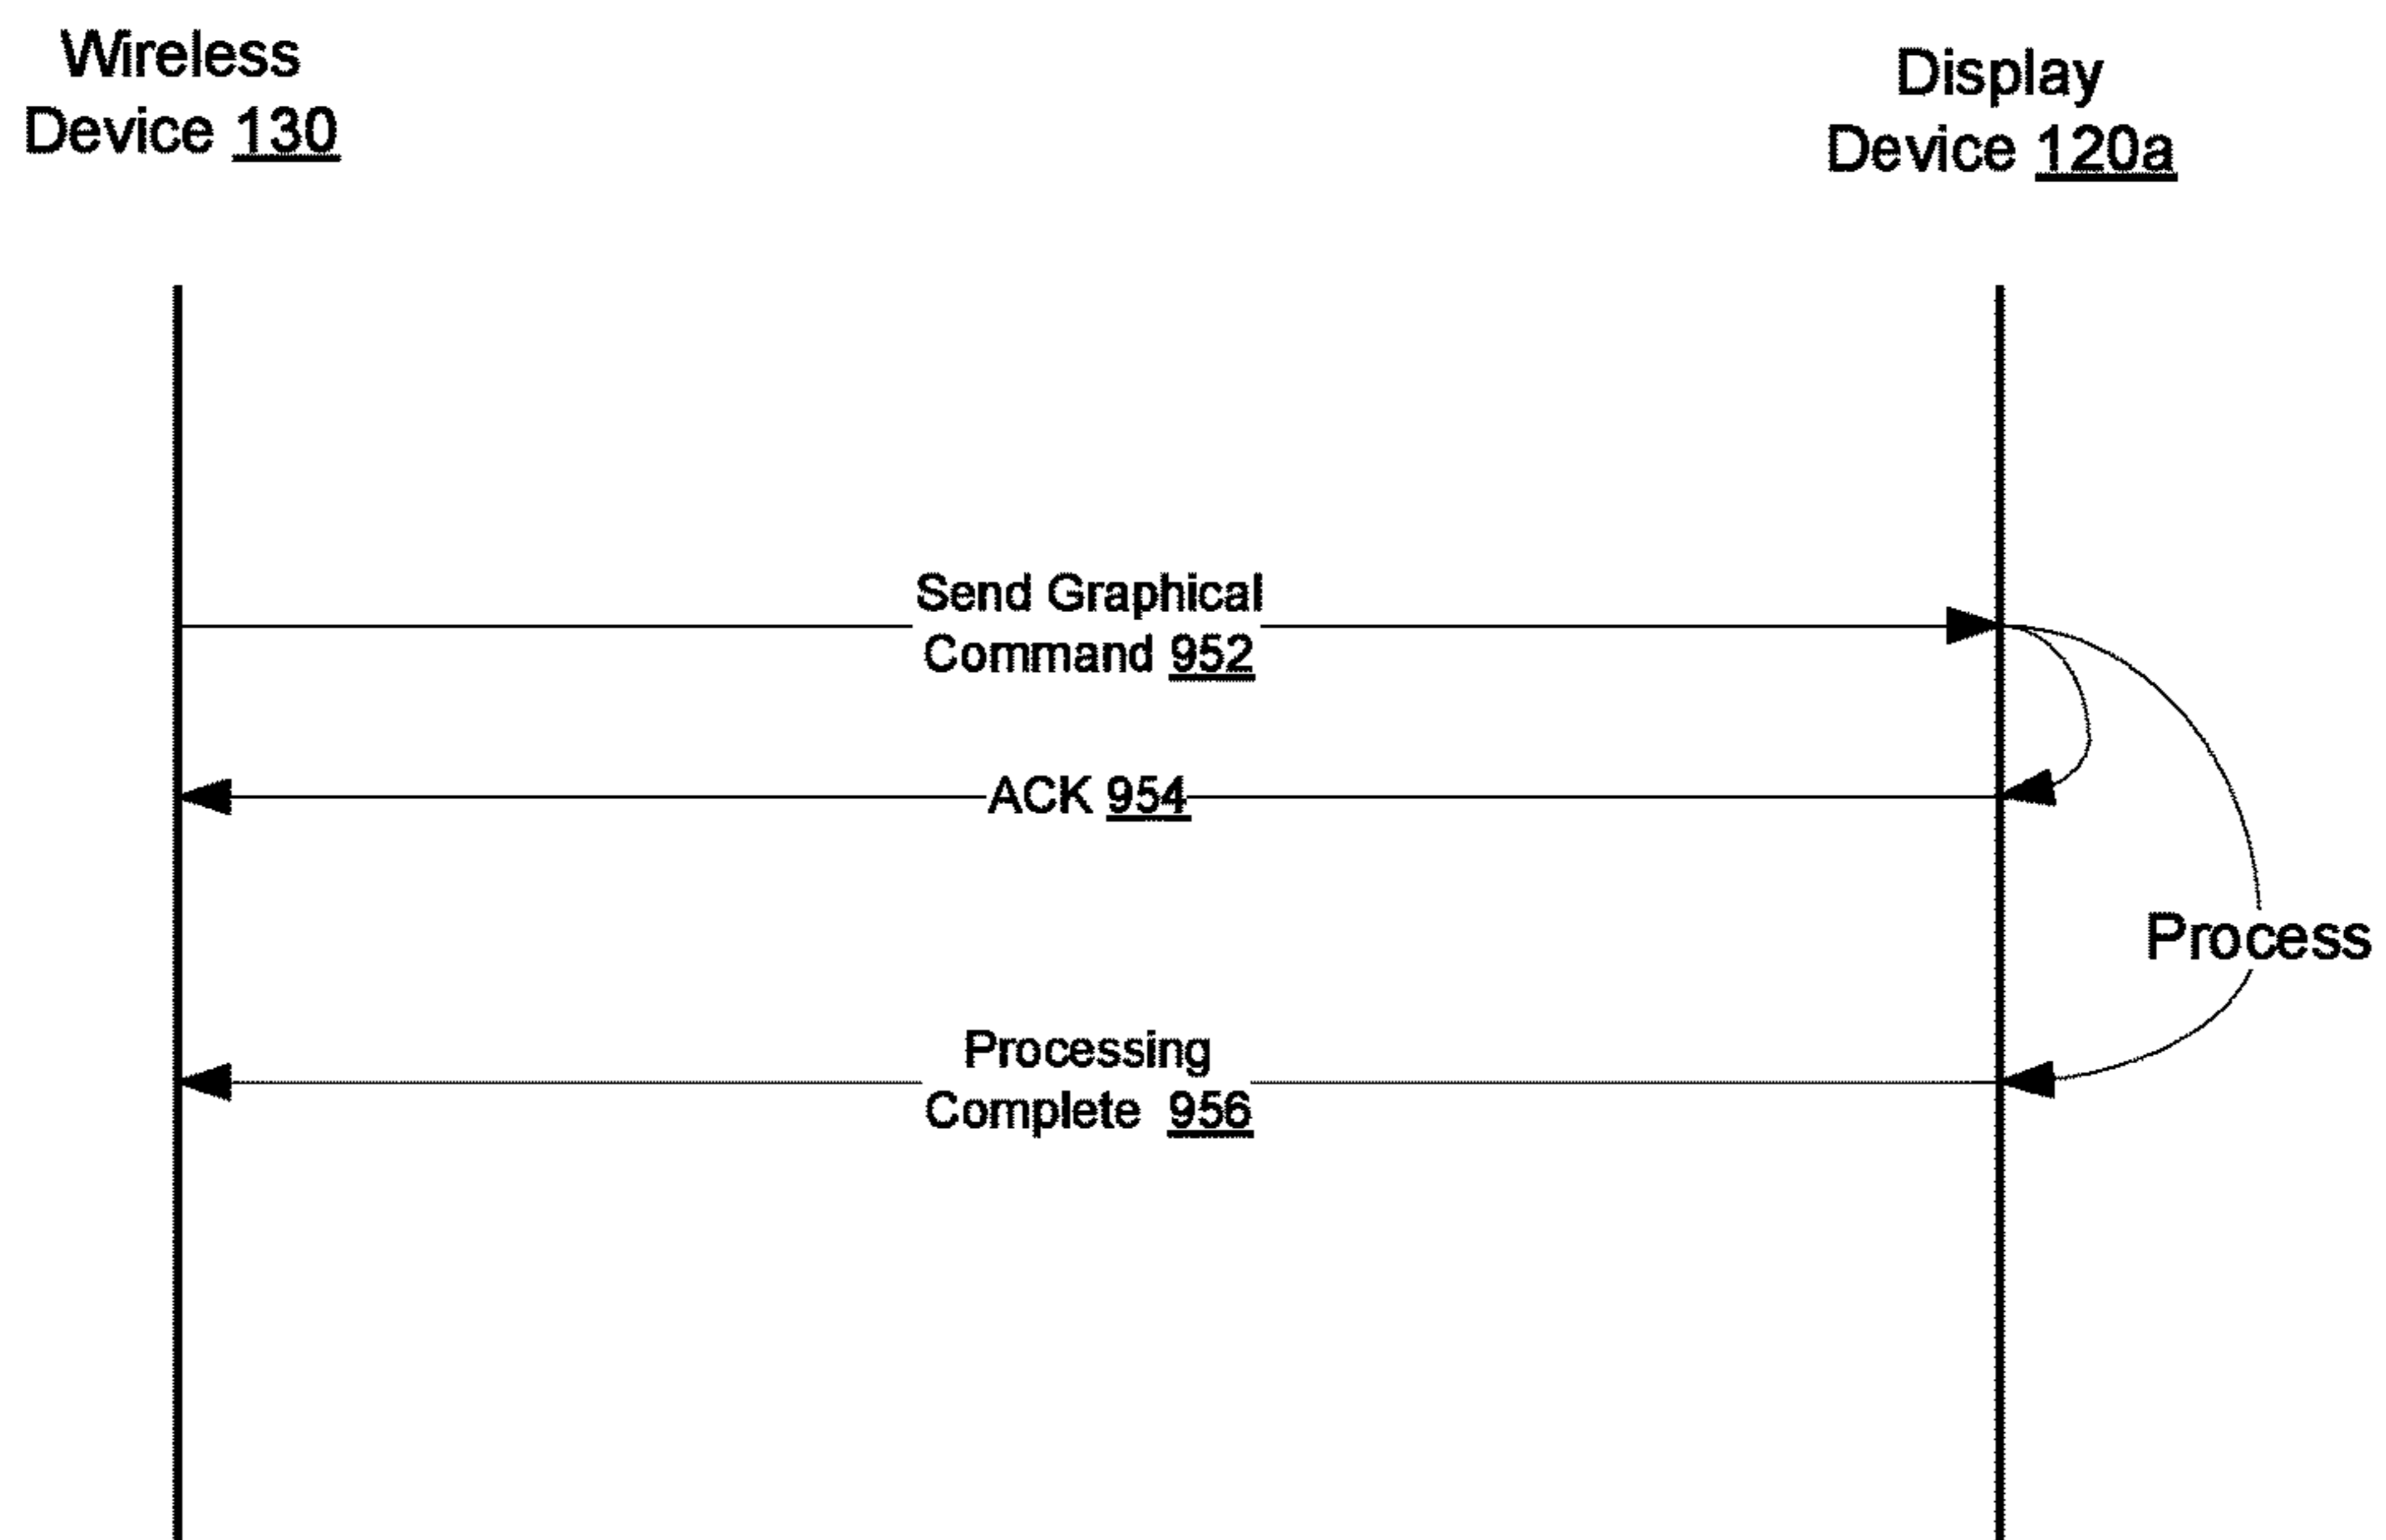 Wireless
Device 130
Display
Device 120a
Send Graphical
Command 952
ACK 954
Process
Processing
Complete 956